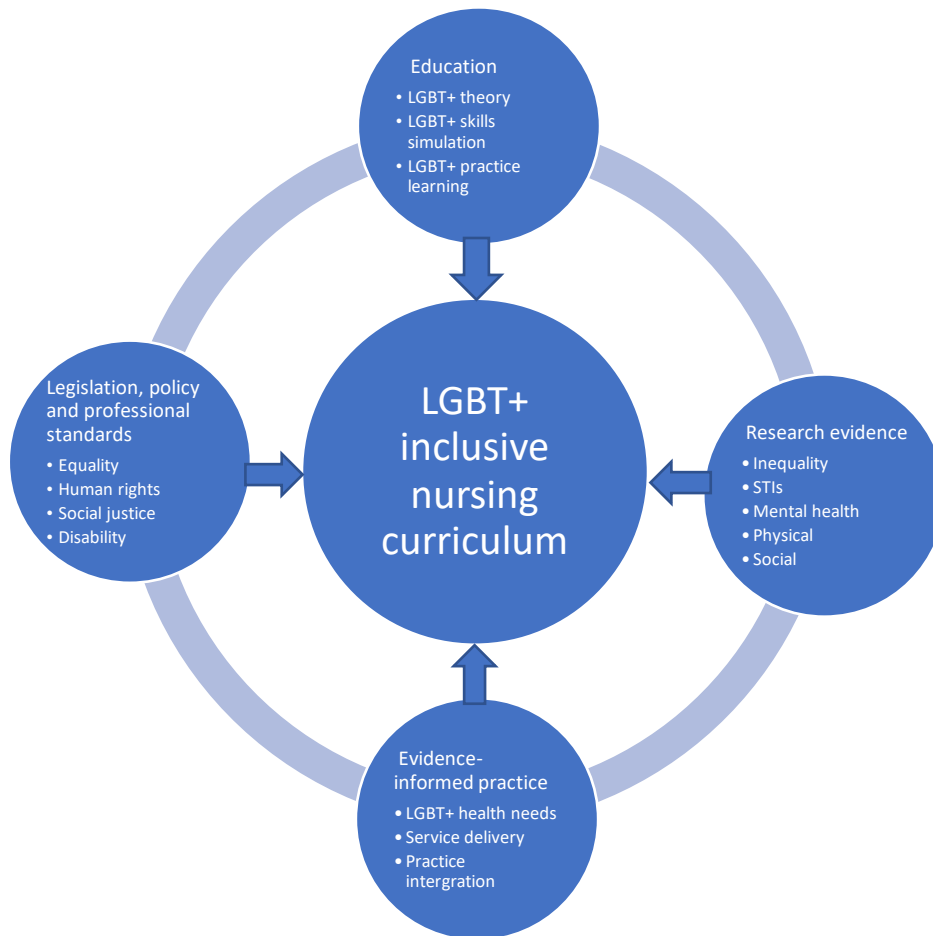 Education
• LGBT+ theory
• LGBT+ skills
simulation
• LGBT+ practice
learning
Legislation, policy
and professional
standards
• Equality
• Human rights
• Social justice
• Disability
LGBT+
inclusive
nursing
curriculum
Research evidence
• Inequality
• STIs
• Mental health
• Physical
• Social
Evidence-
informed practice
• LGBT+ health needs
• Service delivery
• Practice
intergration